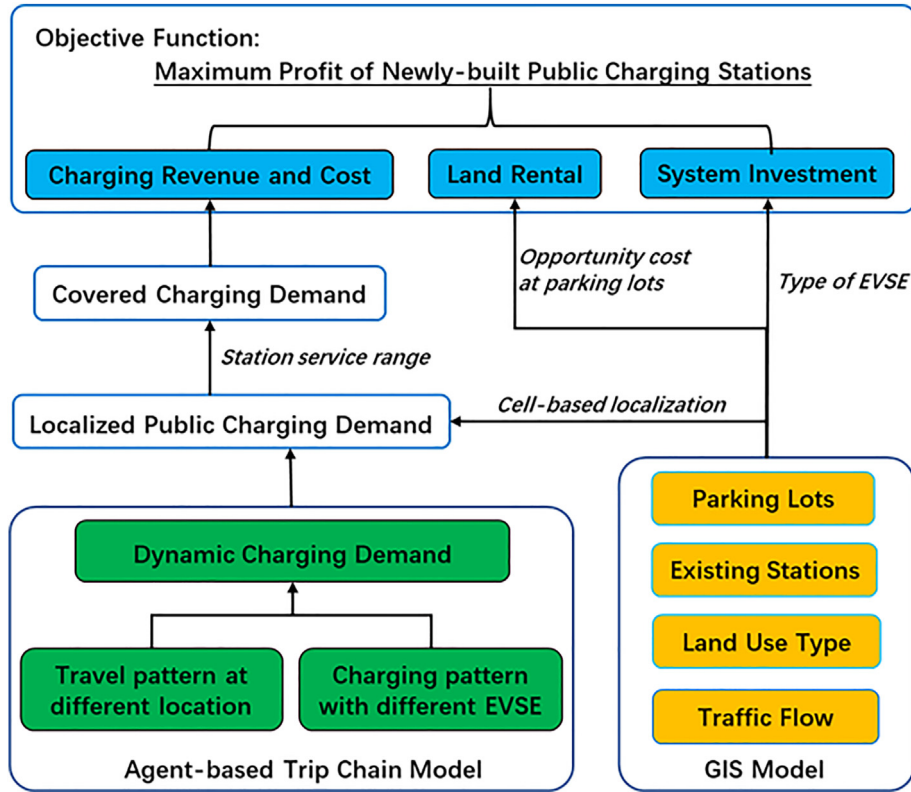 Objective Function:
Maximum Profit of Newly-built Public Charging Stations
Charging Revenue and Cost
Land Rental
System Investment
Opportunity cost
at parking lots
Type of EVSE
Covered Charging Demand
Station service range
Cell-based localization
Localized Public Charging Demand
Dynamic Charging Demand
Travel pattern at
different location
Charging pattern
with different EVSE
Agent-based Trip Chain Model
Parking Lots
Existing Stations
Land Use Type
Traffic Flow
GIS Model